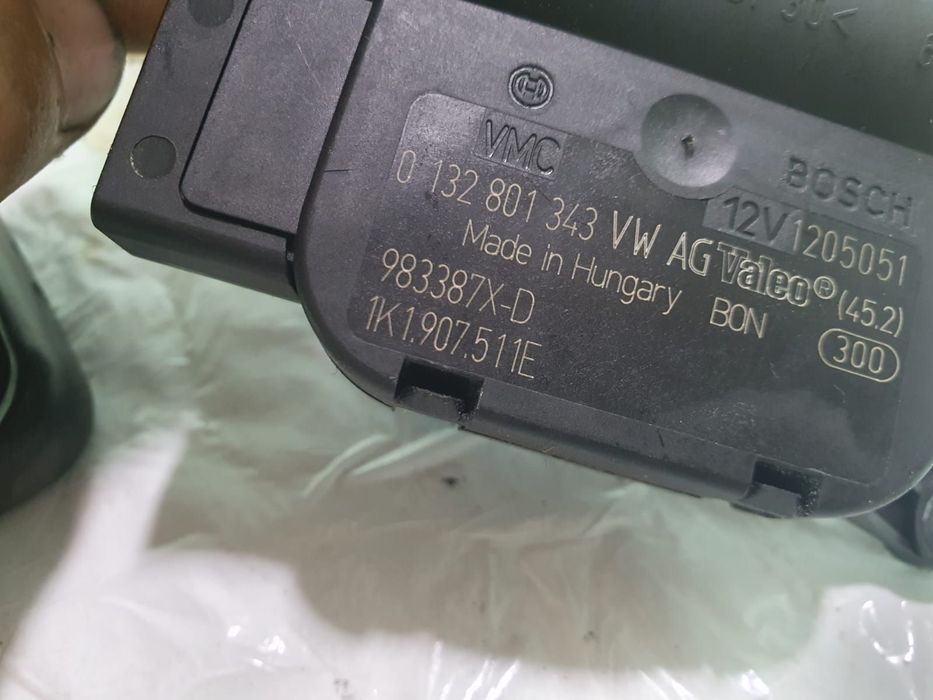 VMC
BOSCH
0 132 801 343 VW AG 12V 1205051
Made in Hungary Valeo® (45.2)
983387X-D BON 300
1K1.907.511E